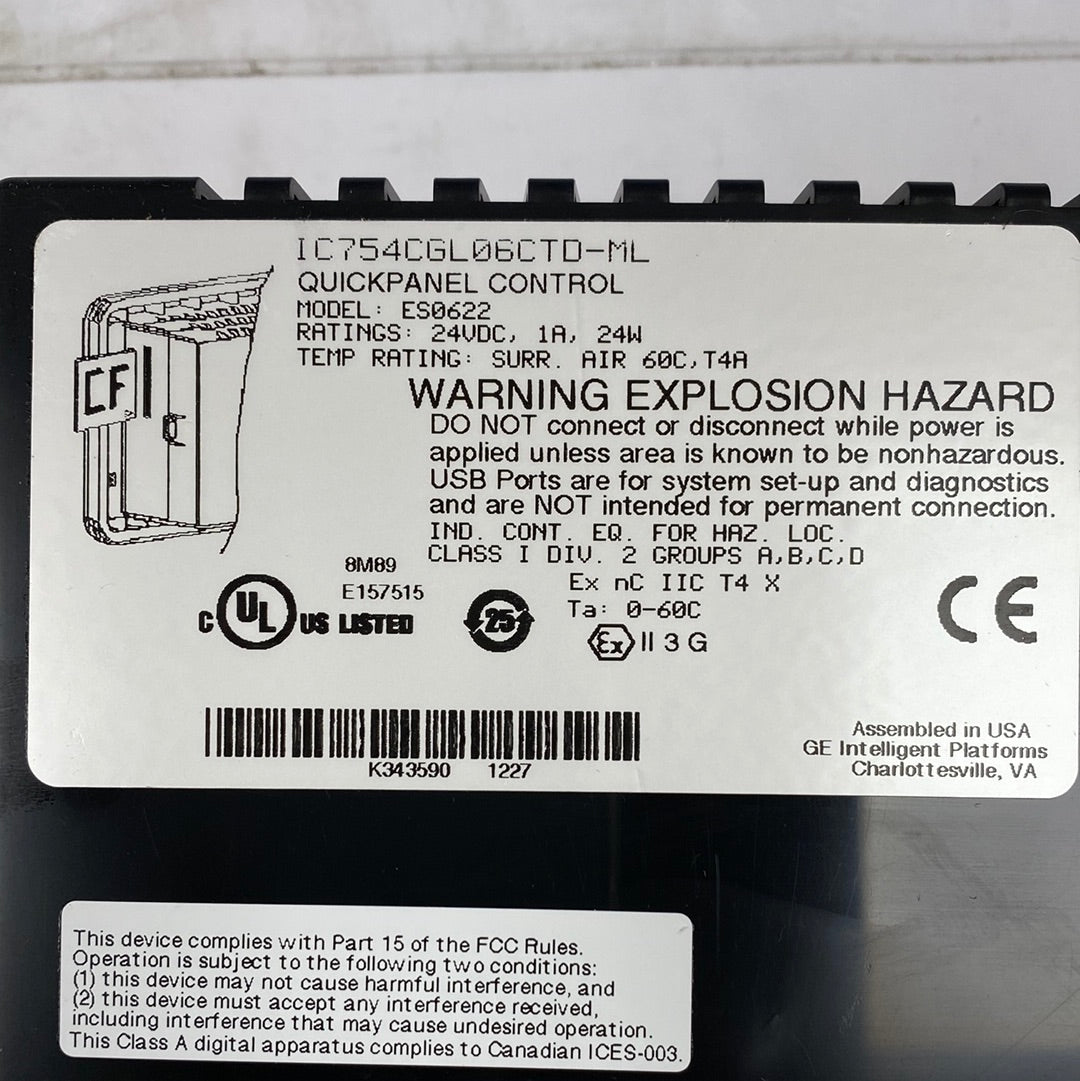 IC754CGL06CTD-ML
QUICKPANEL CONTROL
MODEL: ES0622
RATINGS: 24VDC, 1A, 24W
TEMP RATING: SURR. AIR 60C,T4A
CF
WARNING EXPLOSION HAZARD
DO NOT connect or disconnect while power is
applied unless area is known to be nonhazardous.
USB Ports are for system set-up and diagnostics
and are NOT intended for permanent connection.
IND. CONT. EQ. FOR HAZ. LOC.
CLASS I DIV. 2 GROUPS A,B,C,D
8M89
E157515
C UL US LISTED
25
Ex nC IIC T4 X
Ta: 0-60C
Ex II 3 G
CE
K343590 1227
Assembled in USA
GE Intelligent Platforms
Charlottesville, VA
This device complies with Part 15 of the FCC Rules.
Operation is subject to the following two conditions:
(1) this device may not cause harmful interference, and
(2) this device must accept any interference received,
including interference that may cause undesired operation.
This Class A digital apparatus complies to Canadian ICES-003.